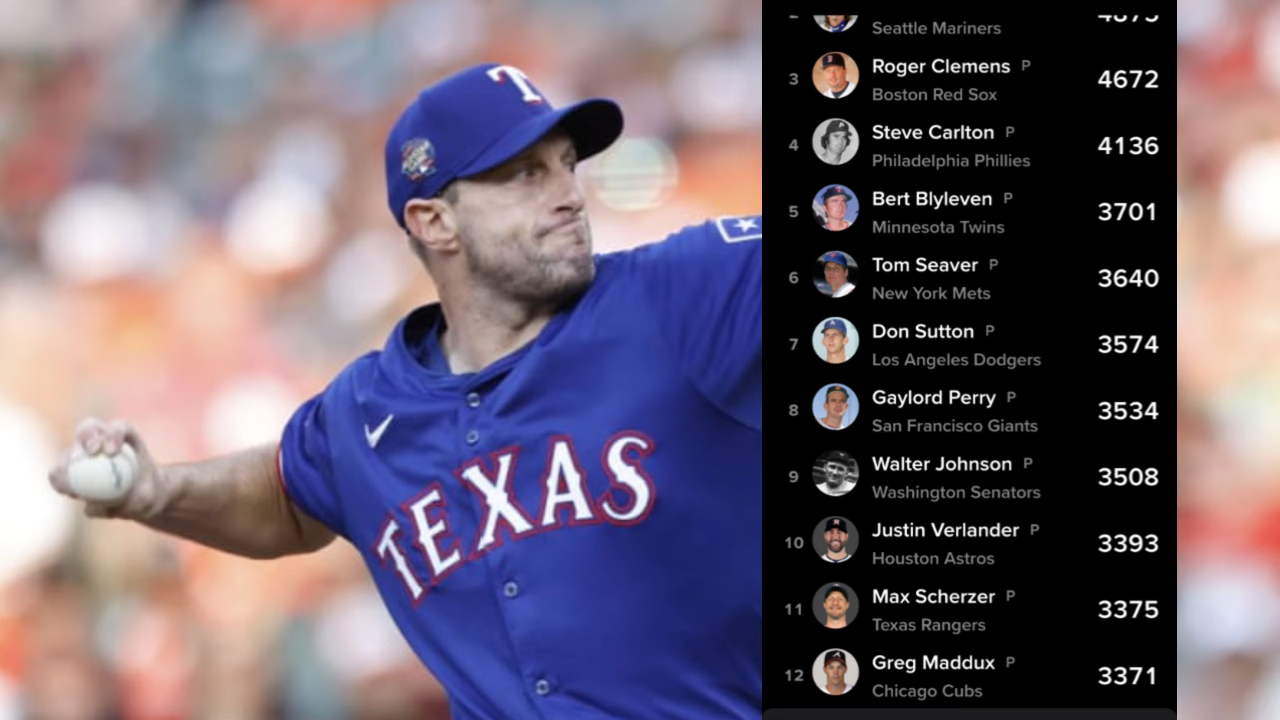 T
TEXAS
2
4875
Seattle Mariners
3
Roger Clemens P
4672
Boston Red Sox
4
Steve Carlton P
4136
Philadelphia Phillies
5
Bert Blyleven P
3701
Minnesota Twins
6
Tom Seaver P
3640
New York Mets
7
Don Sutton P
3574
Los Angeles Dodgers
8
Gaylord Perry P
3534
San Francisco Giants
9
Walter Johnson P
3508
Washington Senators
10
Justin Verlander P
3393
Houston Astros
11
Max Scherzer P
3375
Texas Rangers
12
Greg Maddux P
3371
Chicago Cubs